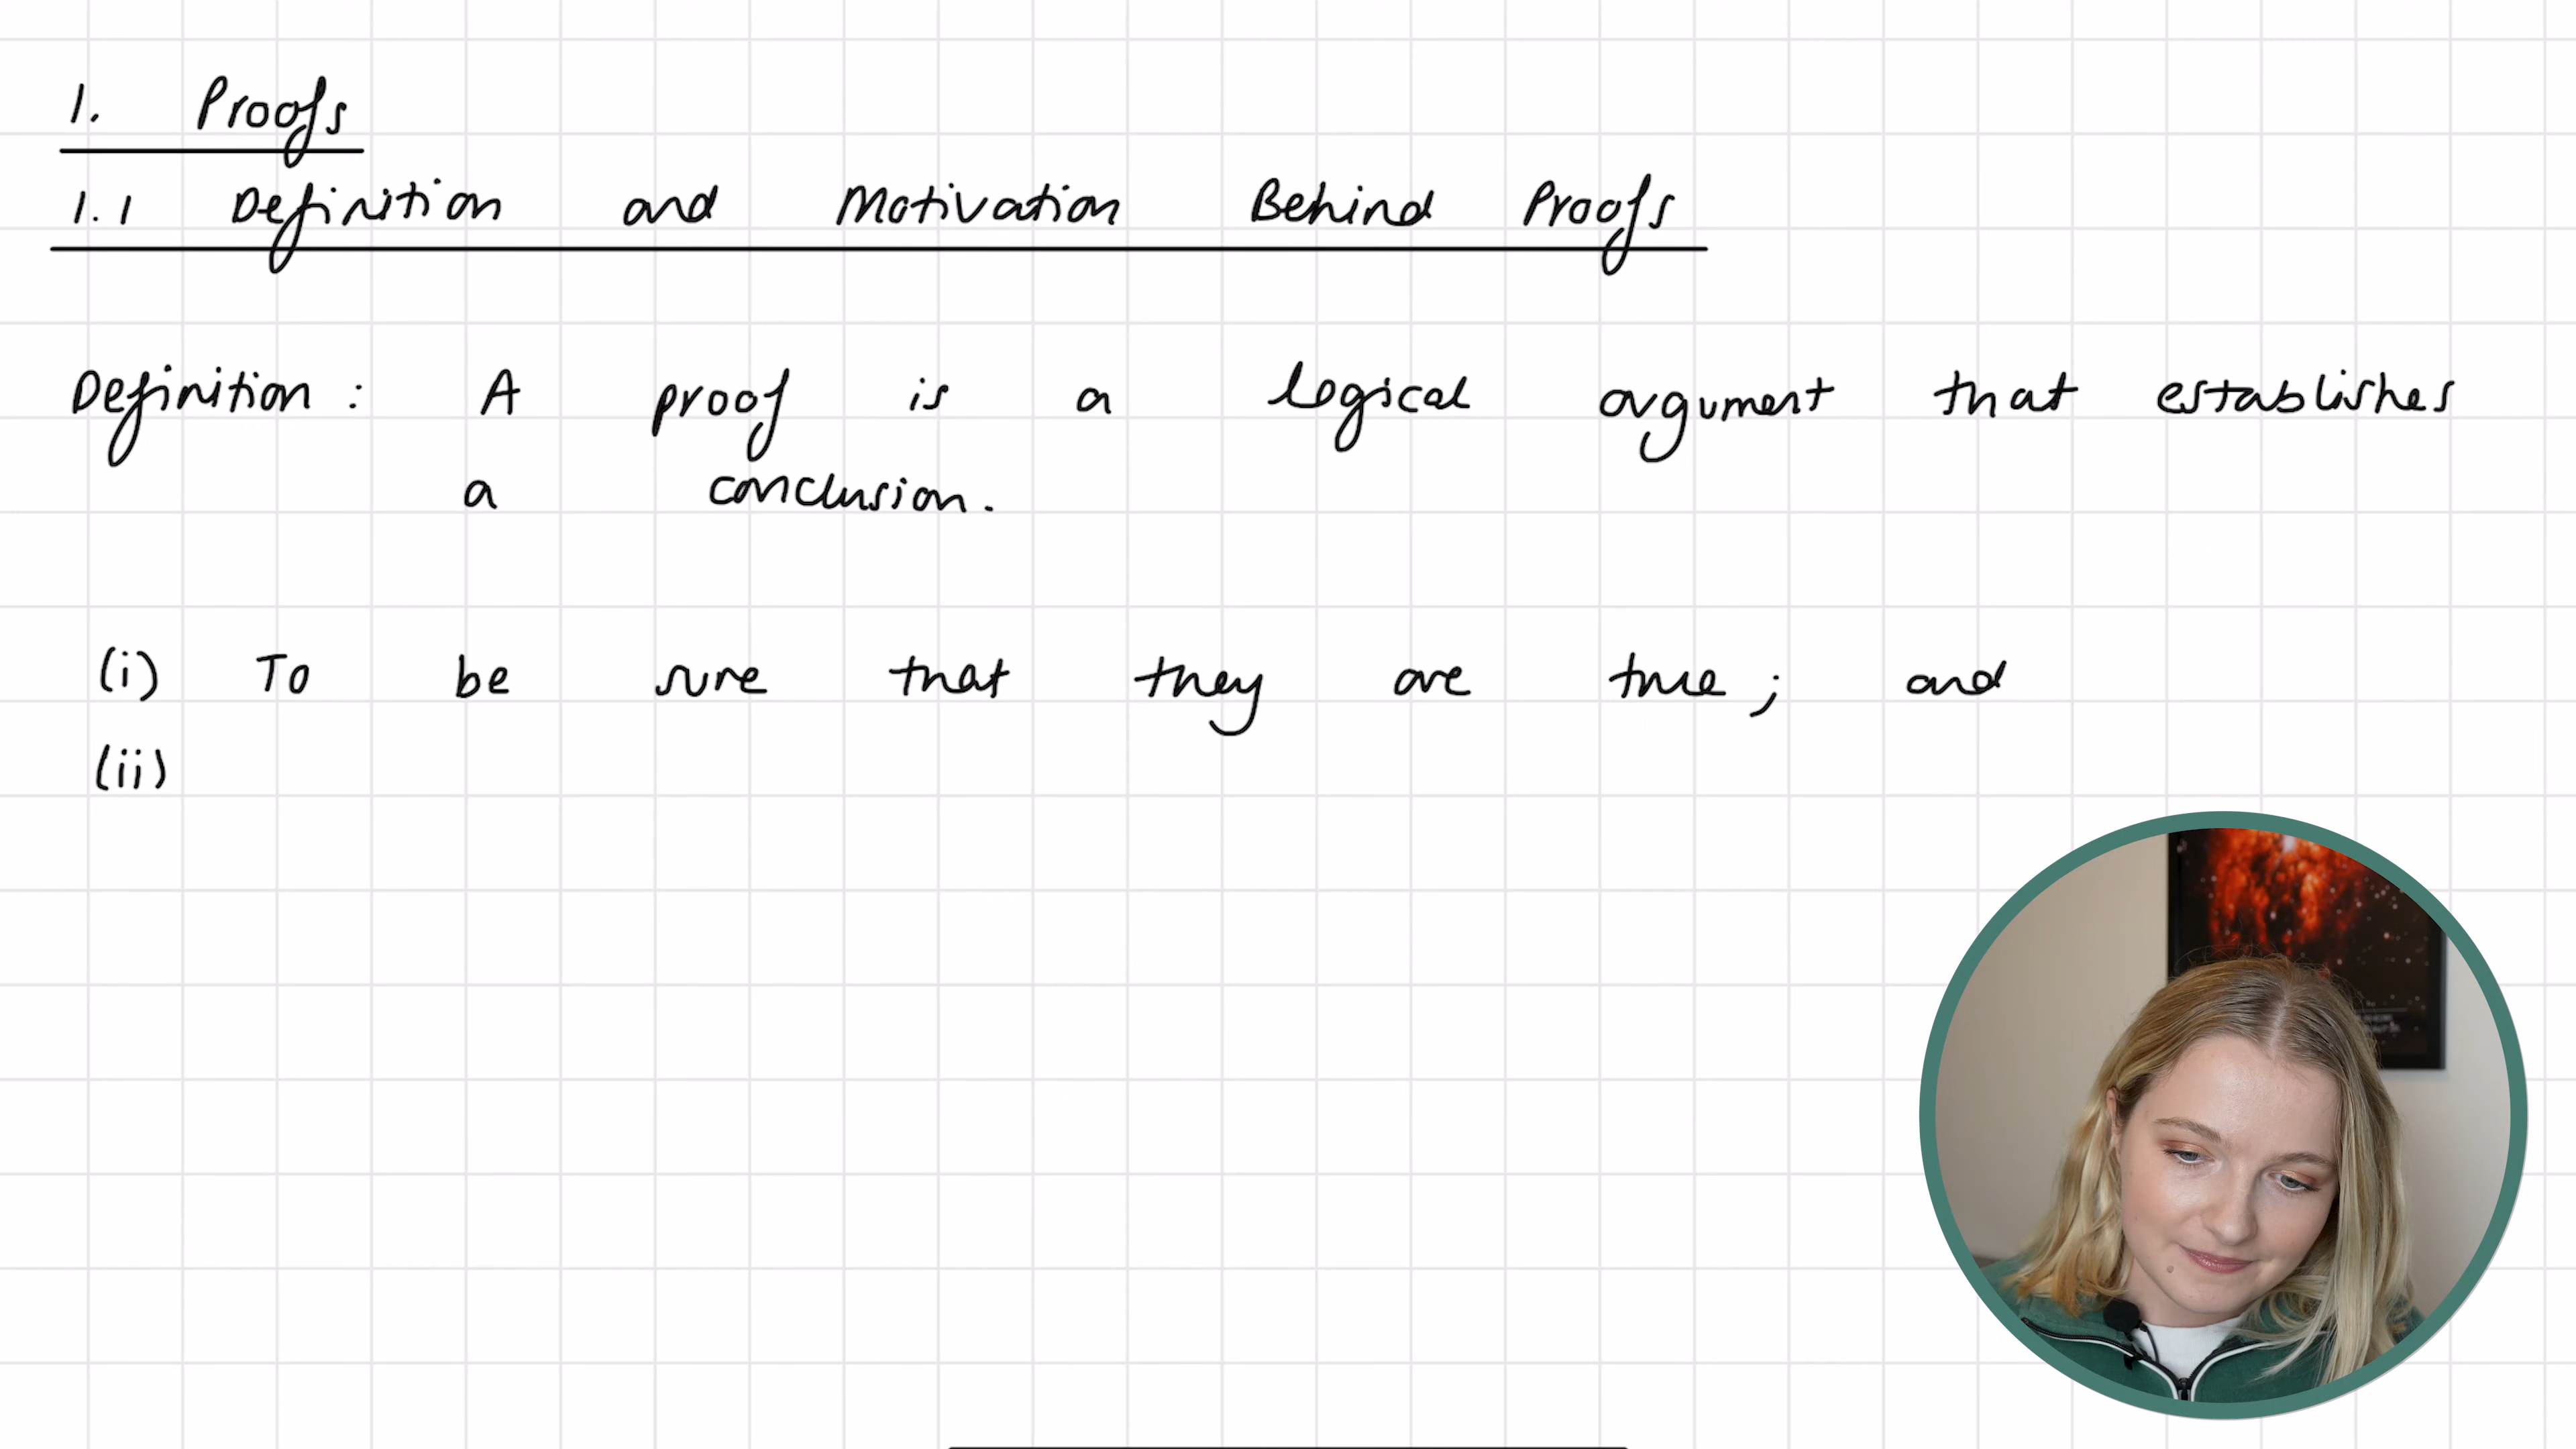 1. Proofs
1.1 Definition and Motivation Behind Proofs
Definition: A proof is a logical argument that establishes
a conclusion.
(i) To be sure that they are true; and
(ii)